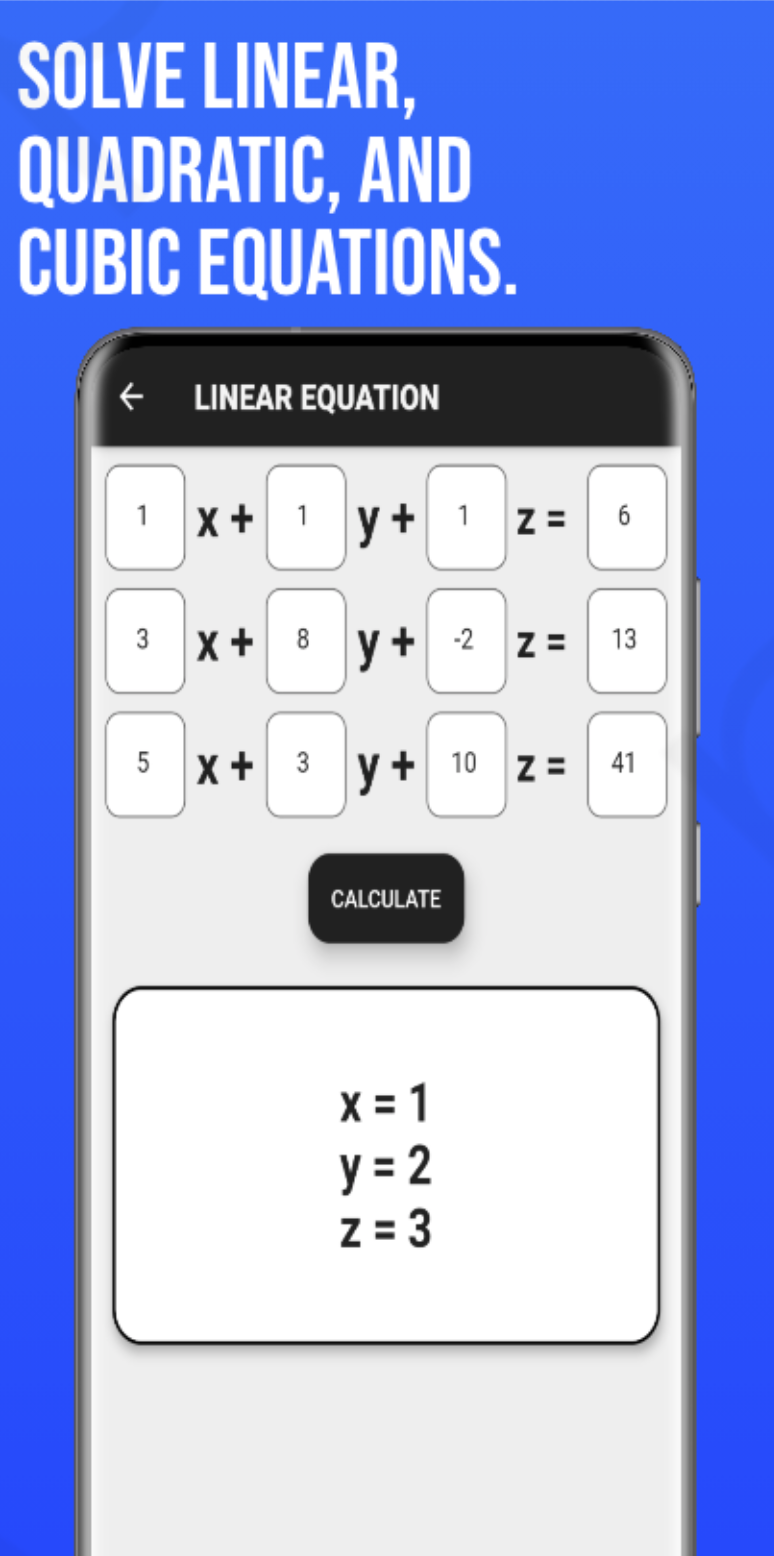 SOLVE LINEAR,
QUADRATIC, AND
CUBIC EQUATIONS.
LINEAR EQUATION
1 x + 1 y + 1 z = 6
3 x + 8 y + -2 z = 13
5 x + 3 y + 10 z = 41
CALCULATE
x = 1
y = 2
z = 3